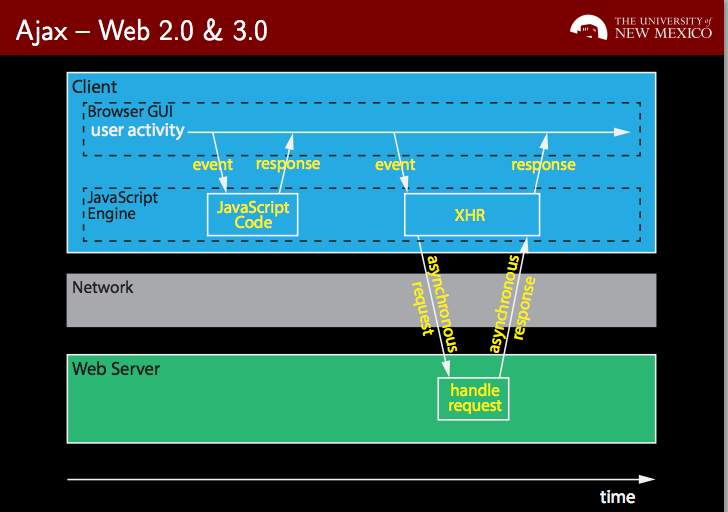 Ajax – Web 2.0 & 3.0
THE UNIVERSITY of
NEW MEXICO
Client
Browser GUI
user activity
event
response
event
response
JavaScript
Engine
JavaScript
Code
XHR
Network
asynchronous
request
asynchronous
response
Web Server
handle
request
time